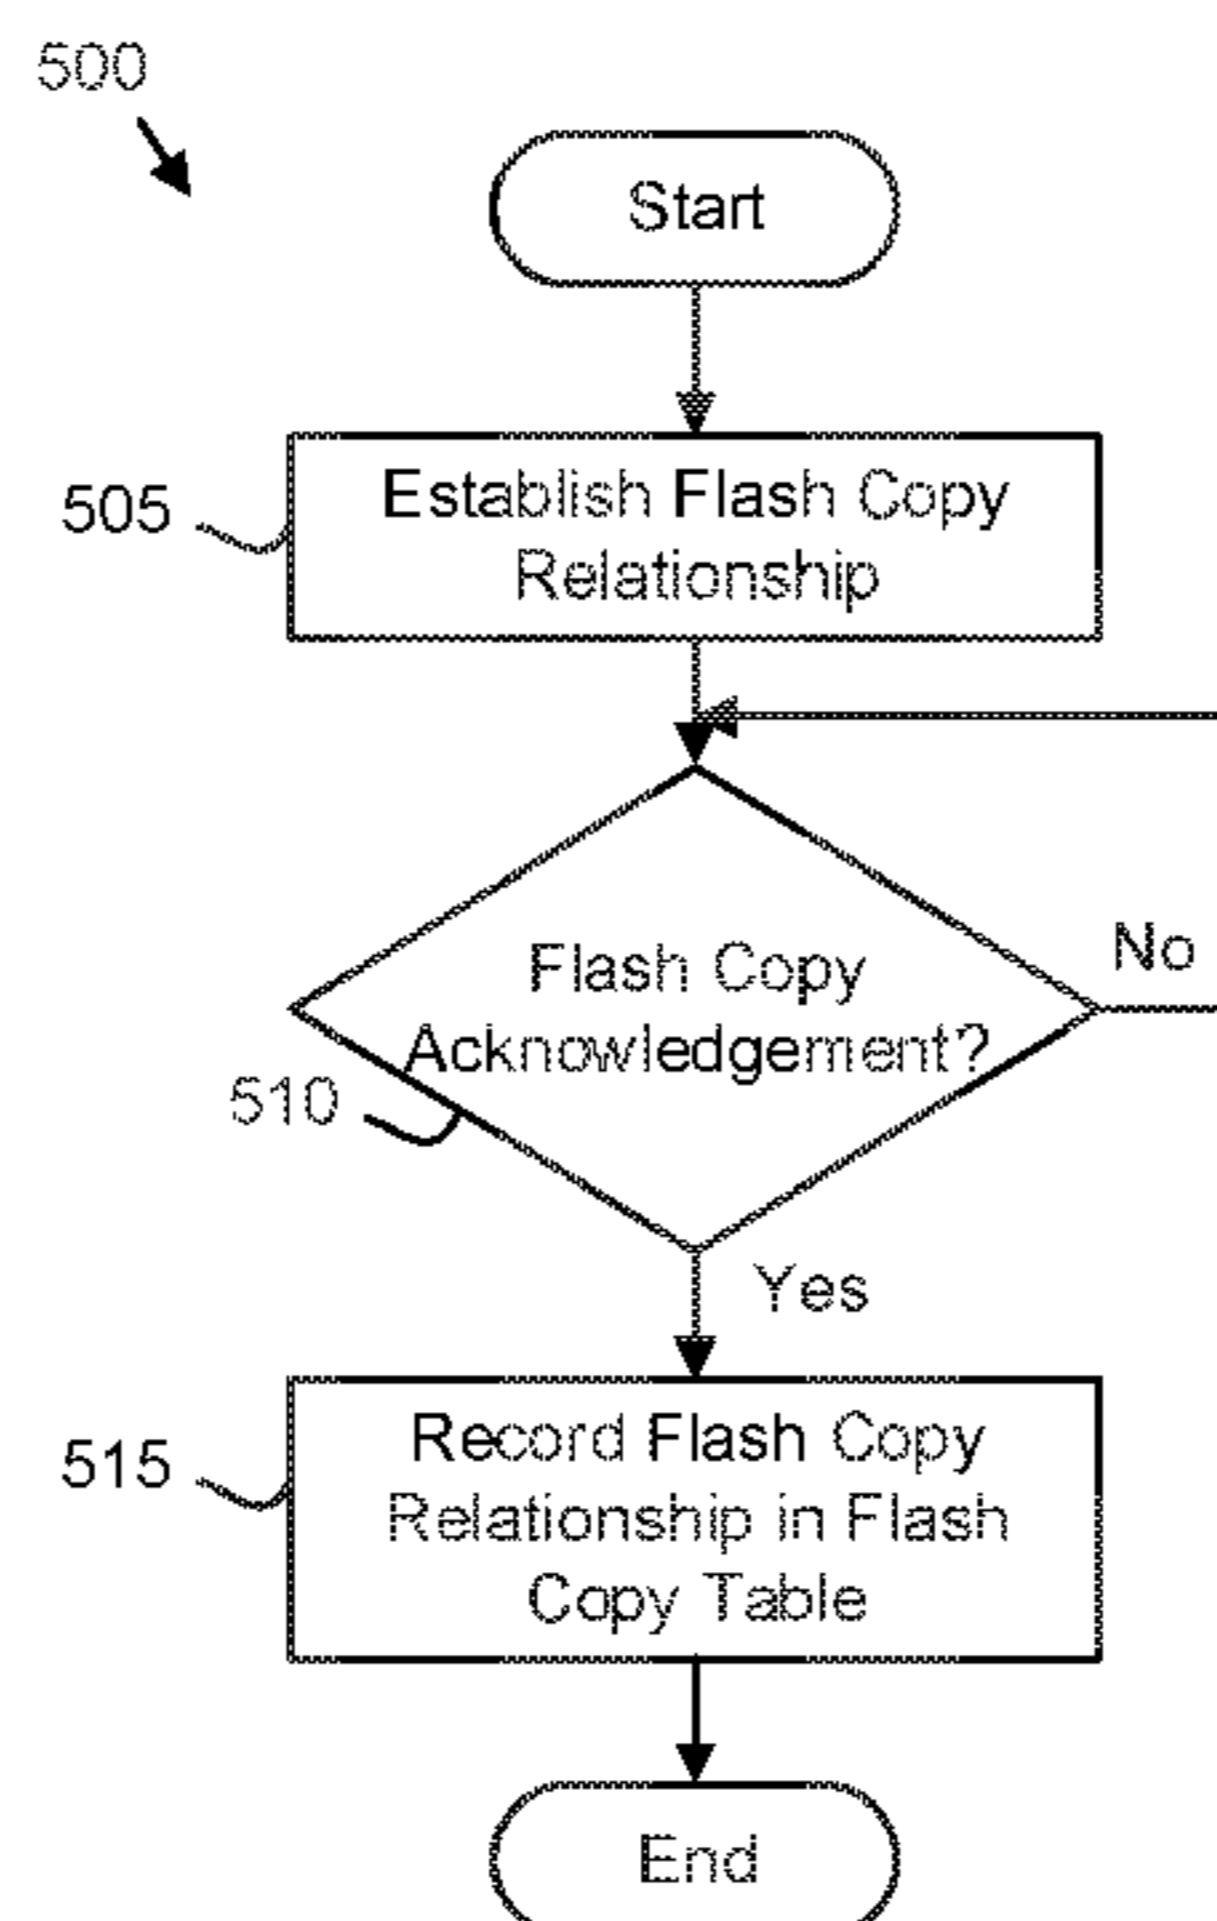 500
Start
505
Establish Flash Copy
Relationship
No
Flash Copy
Acknowledgement?
510
Yes
515
Record Flash Copy
Relationship in Flash
Copy Table
End